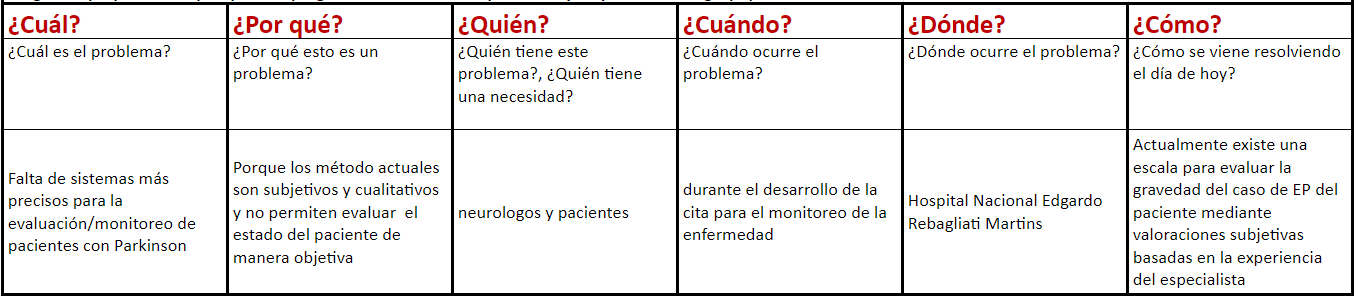 ¿Cuál?
¿Por qué?
¿Quién?
¿Cuándo?
¿Dónde?
¿Cómo?
¿Cuál es el problema?
¿Por qué esto es un
problema?
¿Quién tiene este
problema?, ¿Quién tiene
una necesidad?
¿Cuándo ocurre el
problema?
¿Dónde ocurre el problema?
¿Cómo se viene resolviendo
el día de hoy?
Falta de sistemas más
precisos para la
evaluación/monitoreo de
pacientes con Parkinson
Porque los método actuales
son subjetivos y cualitativos
y no permiten evaluar el
estado del paciente de
manera objetiva
neurologos y pacientes
durante el desarrollo de la
cita para el monitoreo de la
enfermedad
Hospital Nacional Edgardo
Rebagliati Martins
Actualmente existe una
escala para evaluar la
gravedad del caso de EP del
paciente mediante
valoraciones subjetivas
basadas en la experiencia
del especialista